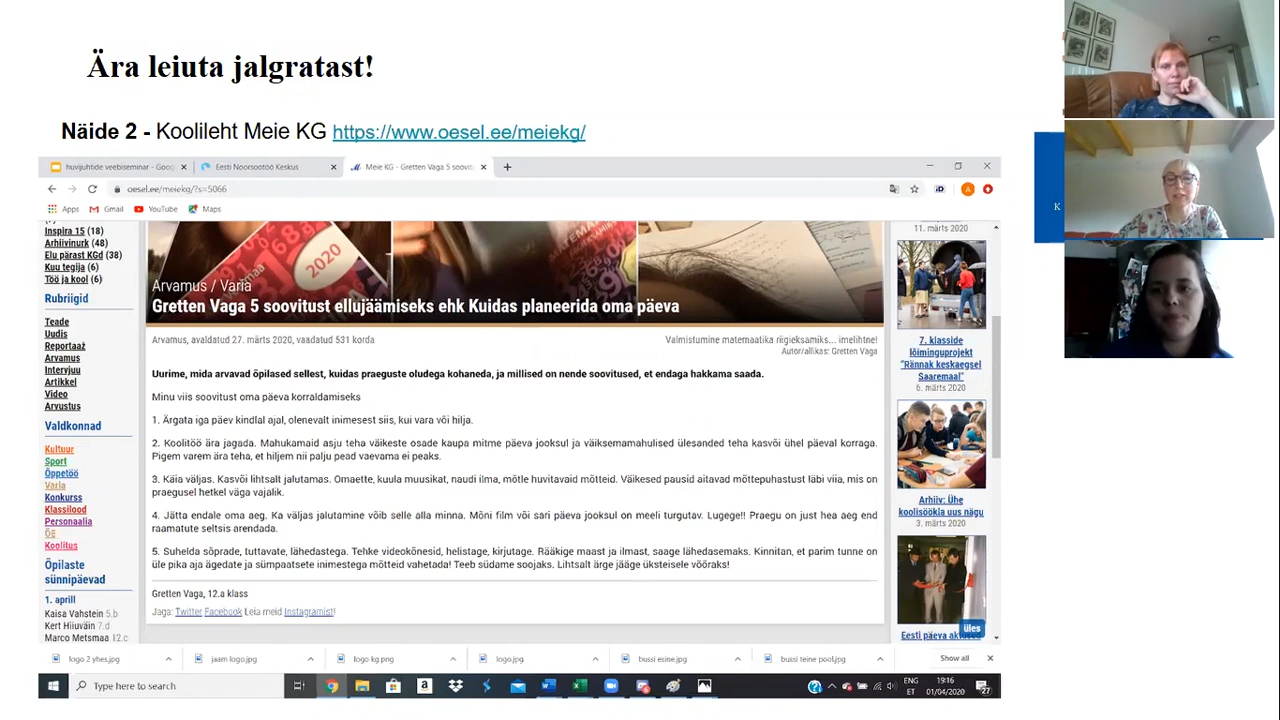 Ära leiuta jalgratast!
Näide 2 - Koolileht Meie KG https://www.oesel.ee/meiekg/
huvijuhtide veebiseminar - Goog
Eesti Noorsootöö Keskus
Meie KG - Gretten Vaga 5 soovit
oesel.ee/meiekg/?s=5066
Apps
Gmail
YouTube
Maps
Inspira 15 (18)
Arhiivinurk (48)
Elu pärast KGd (38)
Kuu tegija (6)
Töö ja kool (6)
Rubriigid
Teade
Uudis
Reportaaž
Arvamus
Intervjuu
Artikkel
Video
Arvustus
Valdkonnad
Kultuur
Sport
Õppetöö
Varia
Konkurss
Klassilood
Personaalia
ÕE
Koolitus
Õpilaste
sünnipäevad
1. aprill
Kaisa Vahstein 5.b
Kert Hiiuväin 7.d
Marco Metsmaa 12.c
2020
Arvamus / Varia
Gretten Vaga 5 soovitust ellujäämiseks ehk Kuidas planeerida oma päeva
Arvamus, avaldatud 27. märts 2020, vaadatud 531 korda
Valmistumine matemaatika riigieksamiks... imelihtne!
Autor/allikas: Gretten Vaga
Uurime, mida arvavad õpilased sellest, kuidas praeguste oludega kohaneda, ja millised on nende soovitused, et endaga hakkama saada.
Minu viis soovitust oma päeva korraldamiseks
1. Ärgata iga päev kindlal ajal, olenevalt inimesest siis, kui vara või hilja.
2. Koolitöö ära jagada. Mahukamaid asju teha väikeste osade kaupa mitme päeva jooksul ja väiksemamahulised ülesanded teha kasvõi ühel päeval korraga.
Pigem varem ära teha, et hiljem nii palju pead vaevama ei peaks.
3. Käia väljas. Kasvõi lihtsalt jalutamas. Omaette, kuula muusikat, naudi ilma, mõtle huvitavaid mõtteid. Väikesed pausid aitavad mõttepuhastust läbi viia, mis on
praegusel hetkel väga vajalik.
4. Jätta endale oma aeg. Ka väljas jalutamine võib selle alla minna. Mõni film või sari päeva jooksul on meeli turgutav. Lugege!! Praegu on just hea aeg end
raamatute seltsis arendada.
5. Suhelda sõprade, tuttavate, lähedastega. Tehke videokõnesid, helistage, kirjutage. Rääkige maast ja ilmast, saage lähedasemaks. Kinnitan, et parim tunne on
üle pika aja ägedate ja sümpaatsete inimestega mõtteid vahetada! Teeb südame soojaks. Lihtsalt ärge jääge üksteisele võõraks!
Gretten Vaga, 12.a klass
Jaga: Twitter Facebook Leia meid Instagramist!
11. märts 2020
7. klasside
lõiminguprojekt
"Rännak keskaegsel
Saaremaal"
6. märts 2020
Arhiiv: Ühe
koolisöökla uus nägu
3. märts 2020
üles
K
logo 2 yhes.jpg
jaam logo.jpg
logo kg.png
logo.jpg
bussi esine.jpg
bussi teine pool.jpg
Show all
Type here to search
ENG
ET
19:16
01/04/2020
27